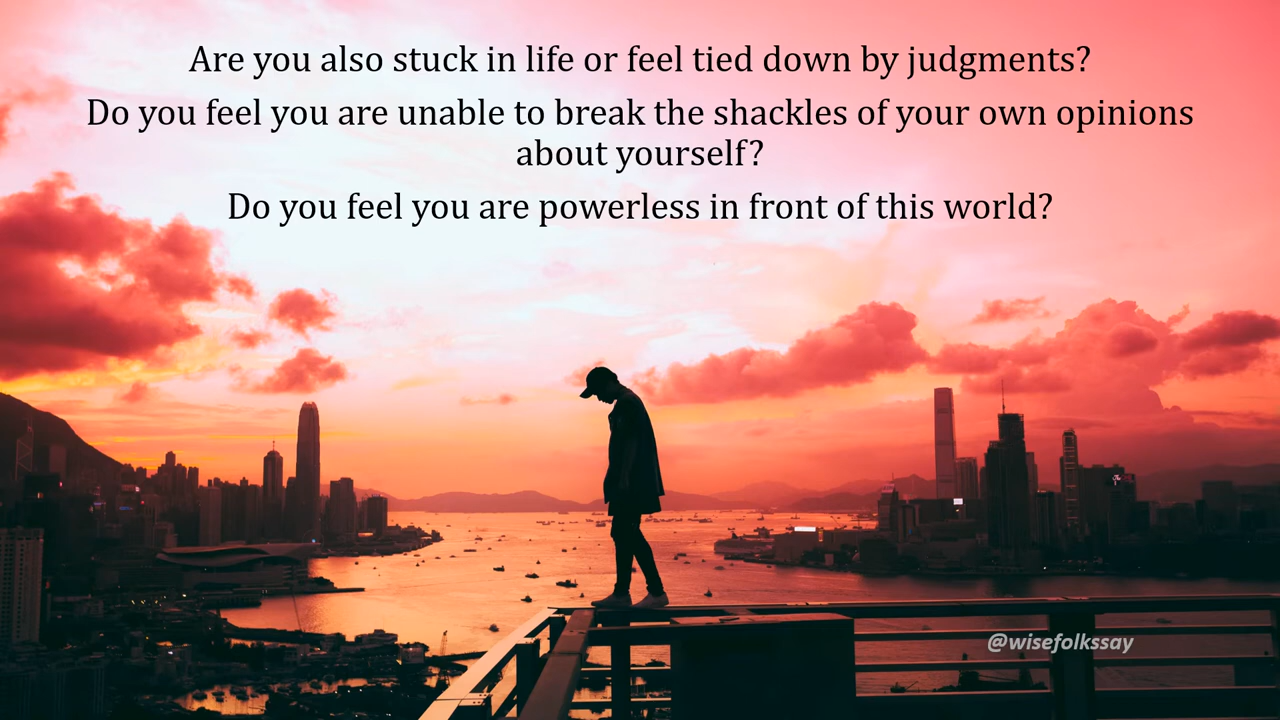 Are you also stuck in life or feel tied down by judgments?
Do you feel you are unable to break the shackles of your own opinions
about yourself?
Do you feel you are powerless in front of this world?
@wisefolkssay